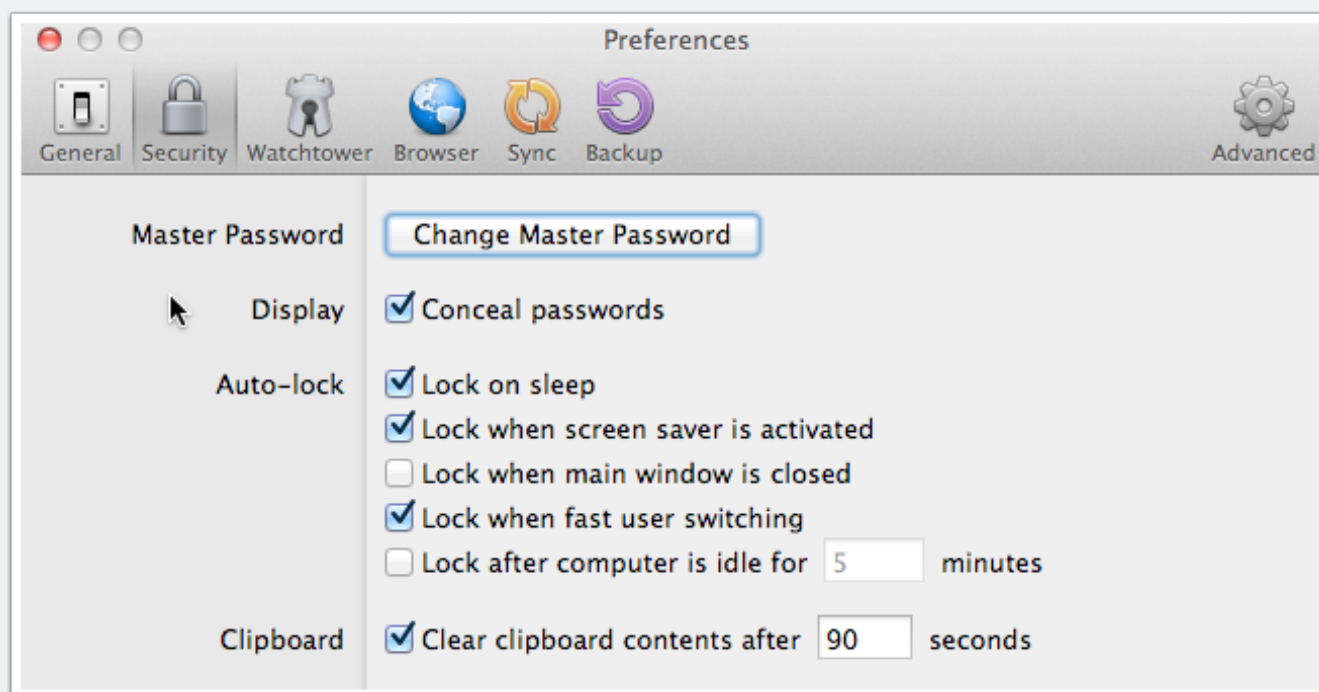 Preferences
General Security Watchtower Browser Sync Backup Advanced
Master Password Change Master Password
Display Conceal passwords
Auto-lock Lock on sleep
Lock when screen saver is activated
Lock when main window is closed
Lock when fast user switching
Lock after computer is idle for 5 minutes
Clipboard Clear clipboard contents after 90 seconds